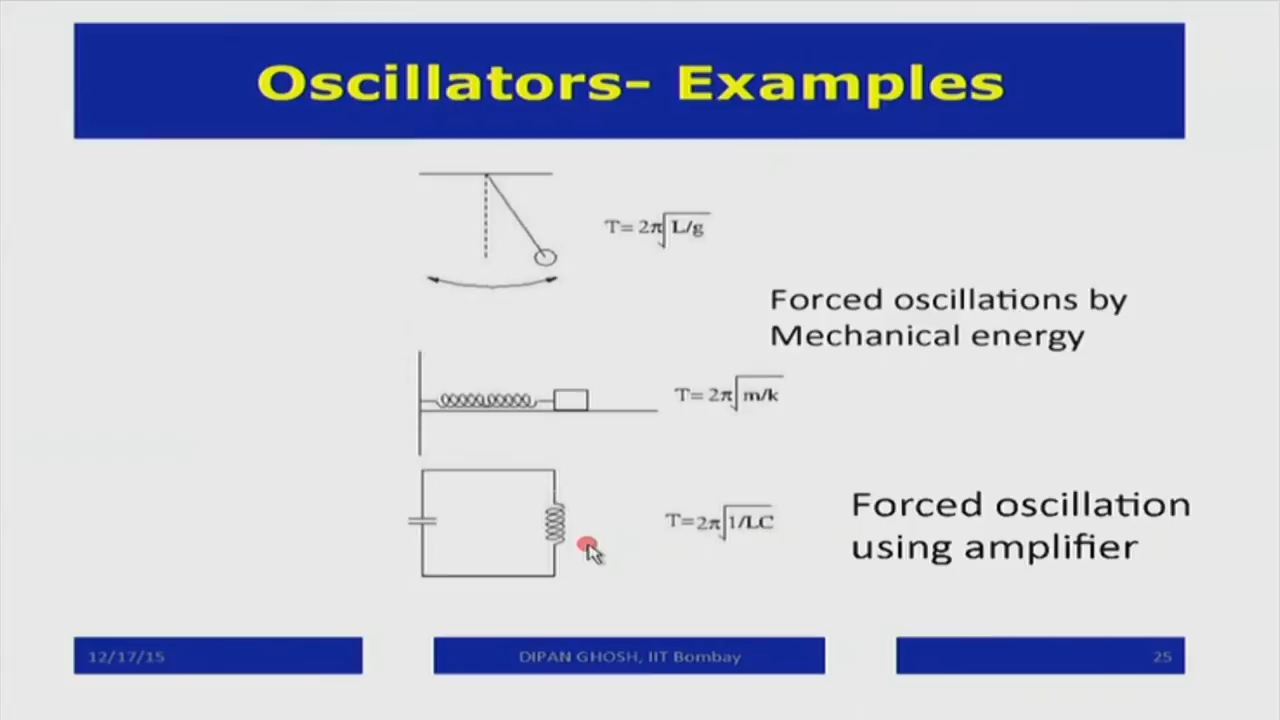 Oscillators- Examples
T= 2π√L/g
Forced oscillations by
Mechanical energy
T= 2π√m/k
T=2π√1/LC
Forced oscillation
using amplifier
12/17/15
DIPAN GHOSH, IIT Bombay
25